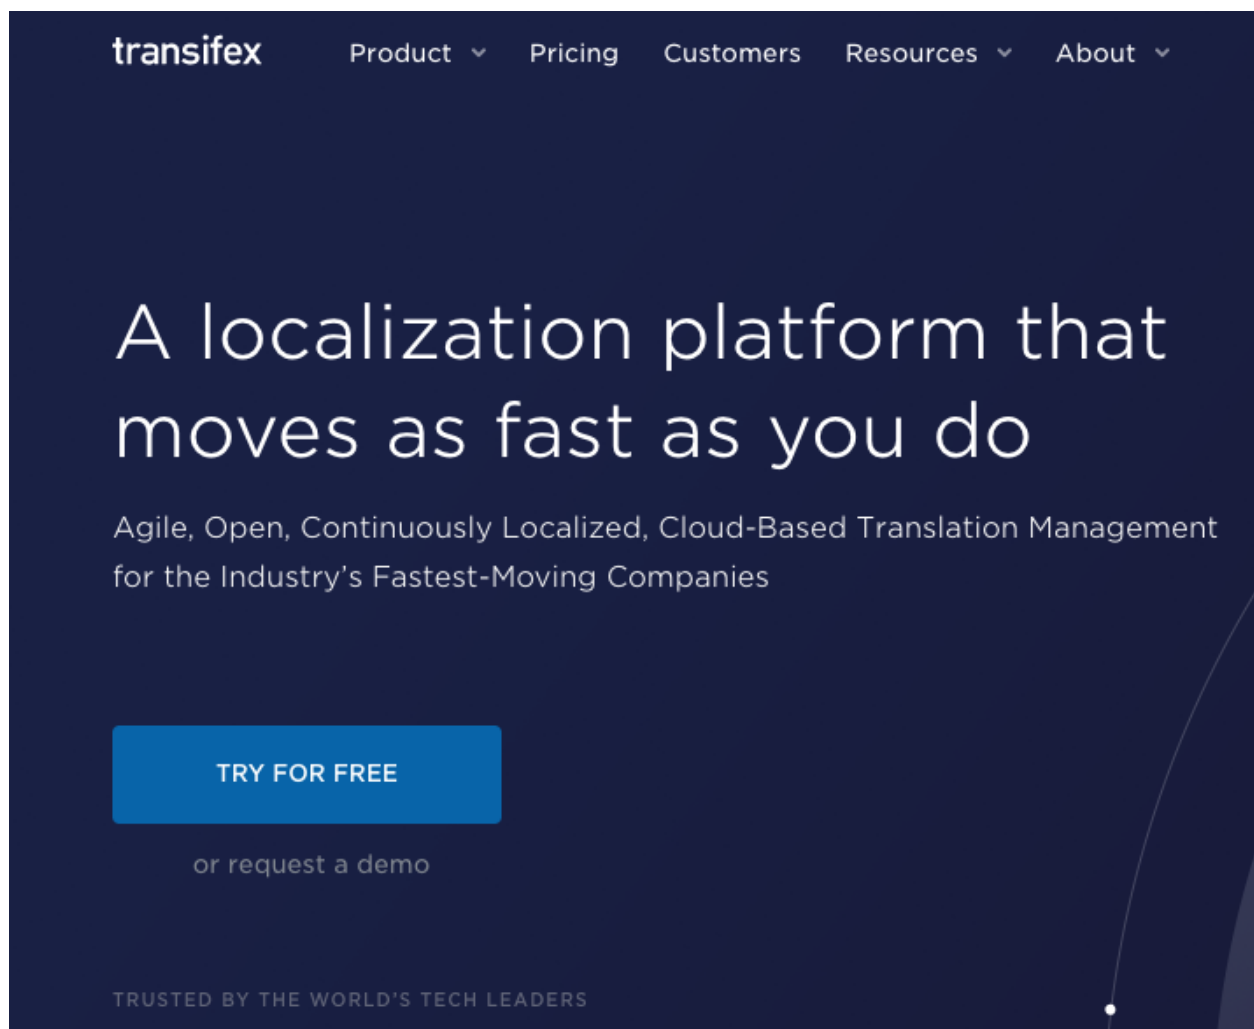 transifex Product Pricing Customers Resources About
A localization platform that
moves as fast as you do
Agile, Open, Continuously Localized, Cloud-Based Translation Management
for the Industry’s Fastest-Moving Companies
TRY FOR FREE
or request a demo
TRUSTED BY THE WORLD’S TECH LEADERS